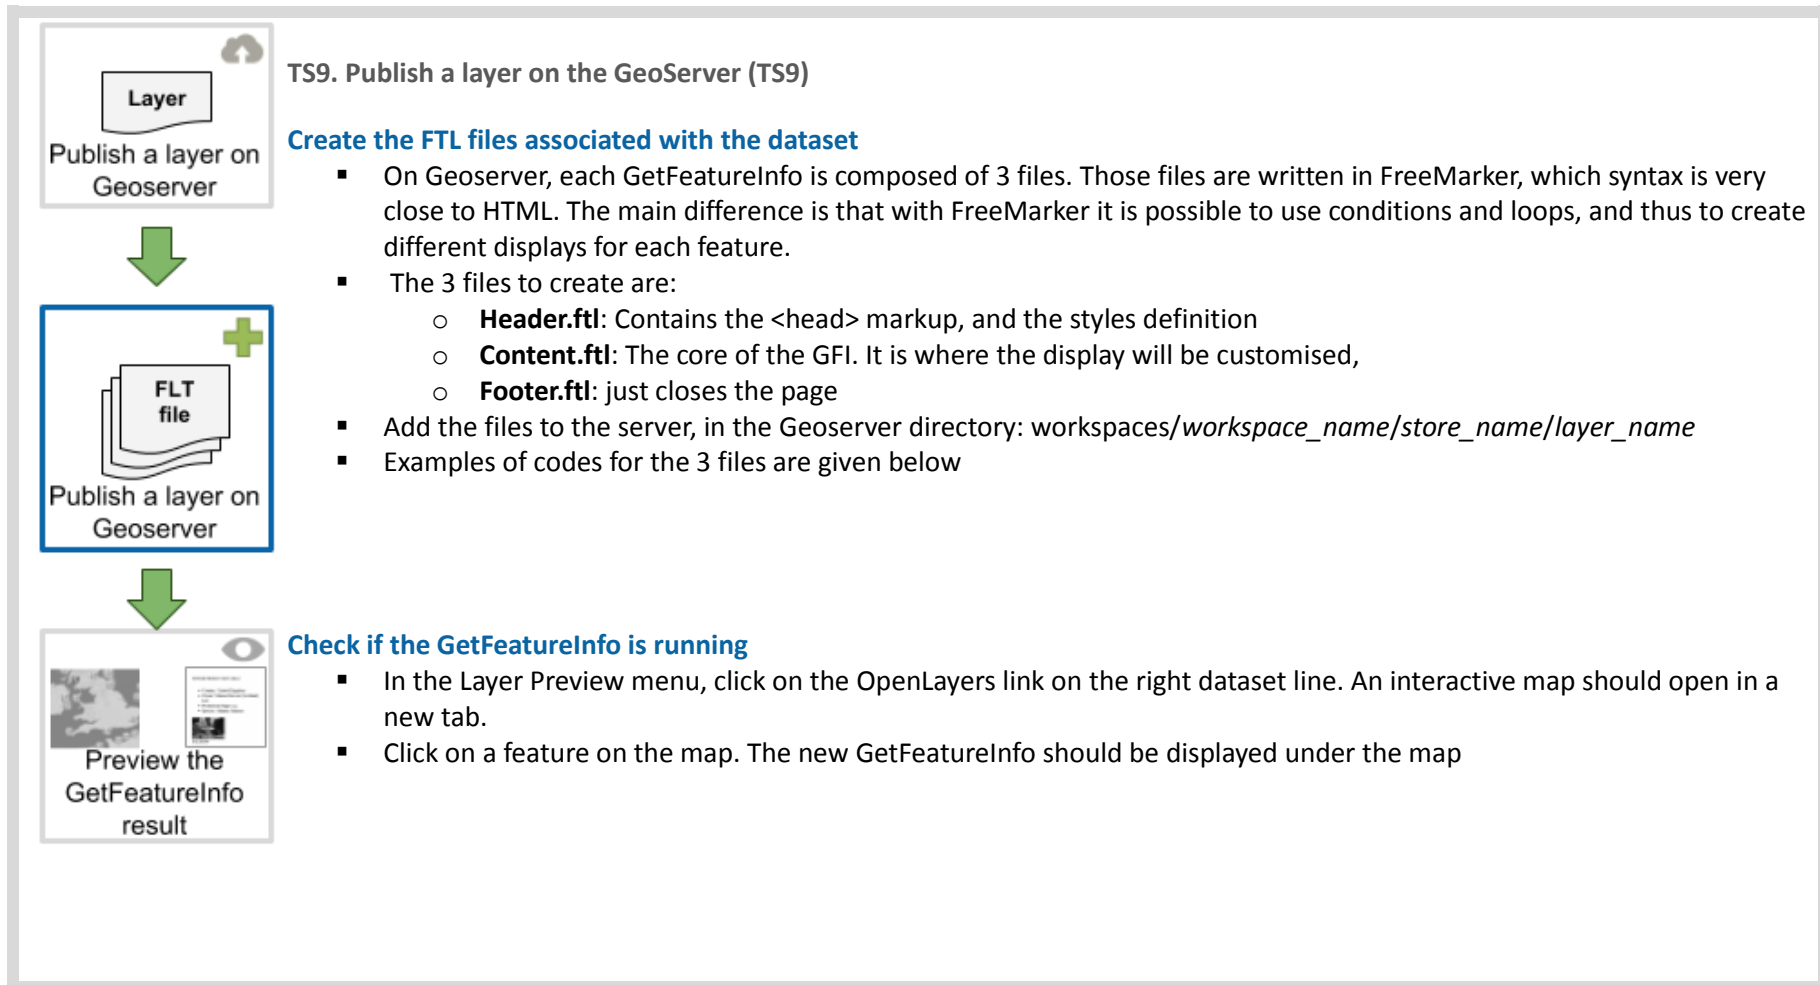 Layer
Publish a layer on
Geoserver
TS9. Publish a layer on the GeoServer (TS9)
Create the FTL files associated with the dataset
▪ On Geoserver, each GetFeatureInfo is composed of 3 files. Those files are written in FreeMarker, which syntax is very
close to HTML. The main difference is that with FreeMarker it is possible to use conditions and loops, and thus to create
different displays for each feature.
▪ The 3 files to create are:
o Header.ftl: Contains the <head> markup, and the styles definition
o Content.ftl: The core of the GFI. It is where the display will be customised,
o Footer.ftl: just closes the page
▪ Add the files to the server, in the Geoserver directory: workspaces/workspace_name/store_name/layer_name
▪ Examples of codes for the 3 files are given below
FLT
file
Publish a layer on
Geoserver
Check if the GetFeatureInfo is running
▪ In the Layer Preview menu, click on the OpenLayers link on the right dataset line. An interactive map should open in a
new tab.
▪ Click on a feature on the map. The new GetFeatureInfo should be displayed under the map
Preview the
GetFeatureInfo
result